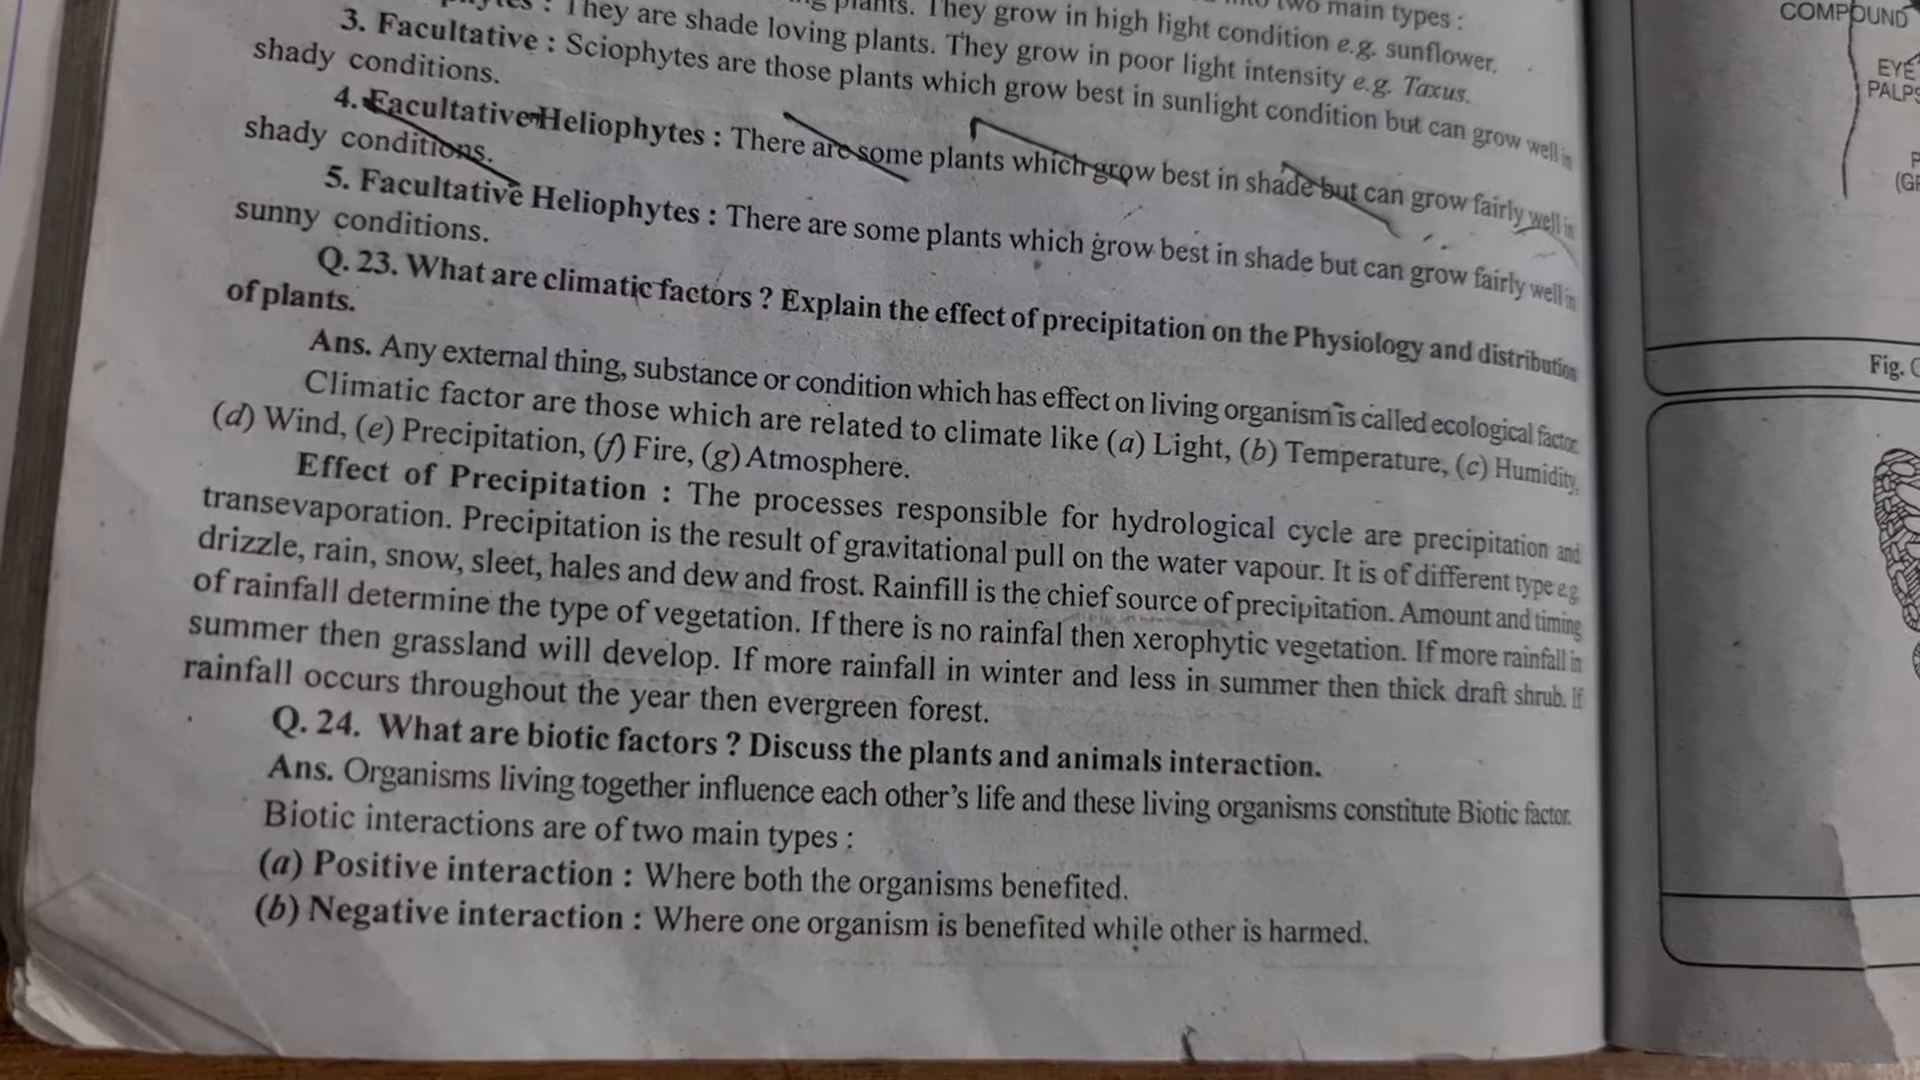 two main types :
plants. They grow in high light condition e.g. sunflower.
: They are shade loving plants. They grow in poor light intensity e.g. Taxus.
3. Facultative : Sciophytes are those plants which grow best in sunlight condition but can grow well in
shady conditions.
4. Facultative Heliophytes : There are some plants which grow best in shade but can grow fairly well in
shady conditions.
5. Facultative Heliophytes : There are some plants which grow best in shade but can grow fairly well in
sunny conditions.
Q. 23. What are climatic factors ? Explain the effect of precipitation on the Physiology and distribution
of plants.
Ans. Any external thing, substance or condition which has effect on living organism is called ecological factor.
Climatic factor are those which are related to climate like (a) Light, (b) Temperature, (c) Humidity,
(d) Wind, (e) Precipitation, (f) Fire, (g) Atmosphere.
Effect of Precipitation : The processes responsible for hydrological cycle are precipitation and
transevaporation. Precipitation is the result of gravitational pull on the water vapour. It is of different type e.g.
drizzle, rain, snow, sleet, hales and dew and frost. Rainfill is the chief source of precipitation. Amount and timing
of rainfall determine the type of vegetation. If there is no rainfal then xerophytic vegetation. If more rainfall in
summer then grassland will develop. If more rainfall in winter and less in summer then thick draft shrub. If
rainfall occurs throughout the year then evergreen forest.
Q. 24. What are biotic factors ? Discuss the plants and animals interaction.
Ans. Organisms living together influence each other's life and these living organisms constitute Biotic factor.
Biotic interactions are of two main types :
(a) Positive interaction : Where both the organisms benefited.
(b) Negative interaction : Where one organism is benefited while other is harmed.
COMPOUND
EYE
PALPS
Fig.